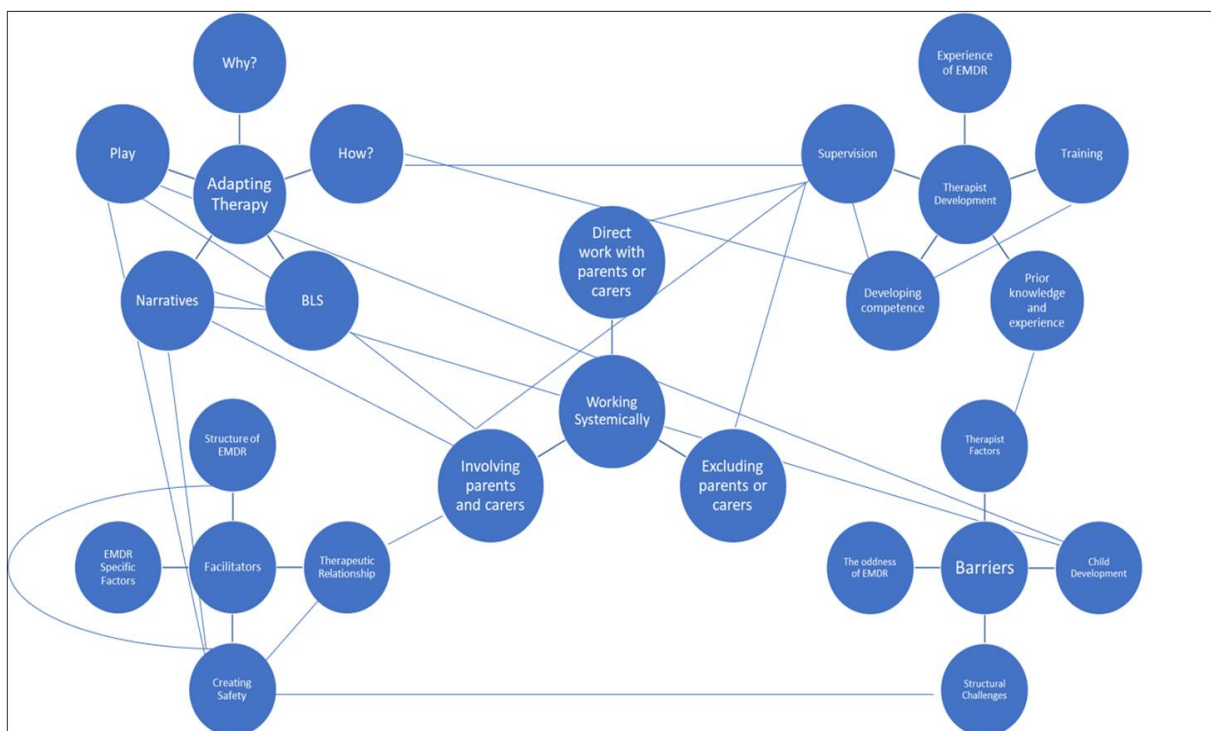 Why?
Play
How?
Adapting
Therapy
Narratives
BLS
Experience
of EMDR
Supervision
Training
Therapist
Development
Developing
competence
Prior
knowledge
and
experience
Direct
work with
parents or
carers
Working
Systemically
Involving
parents
and carers
Excluding
parents or
carers
Structure of
EMDR
EMDR
Specific
Factors
Facilitators
Therapeutic
Relationship
Creating
Safety
Therapist
Factors
The oddness
of EMDR
Barriers
Child
Development
Structural
Challenges